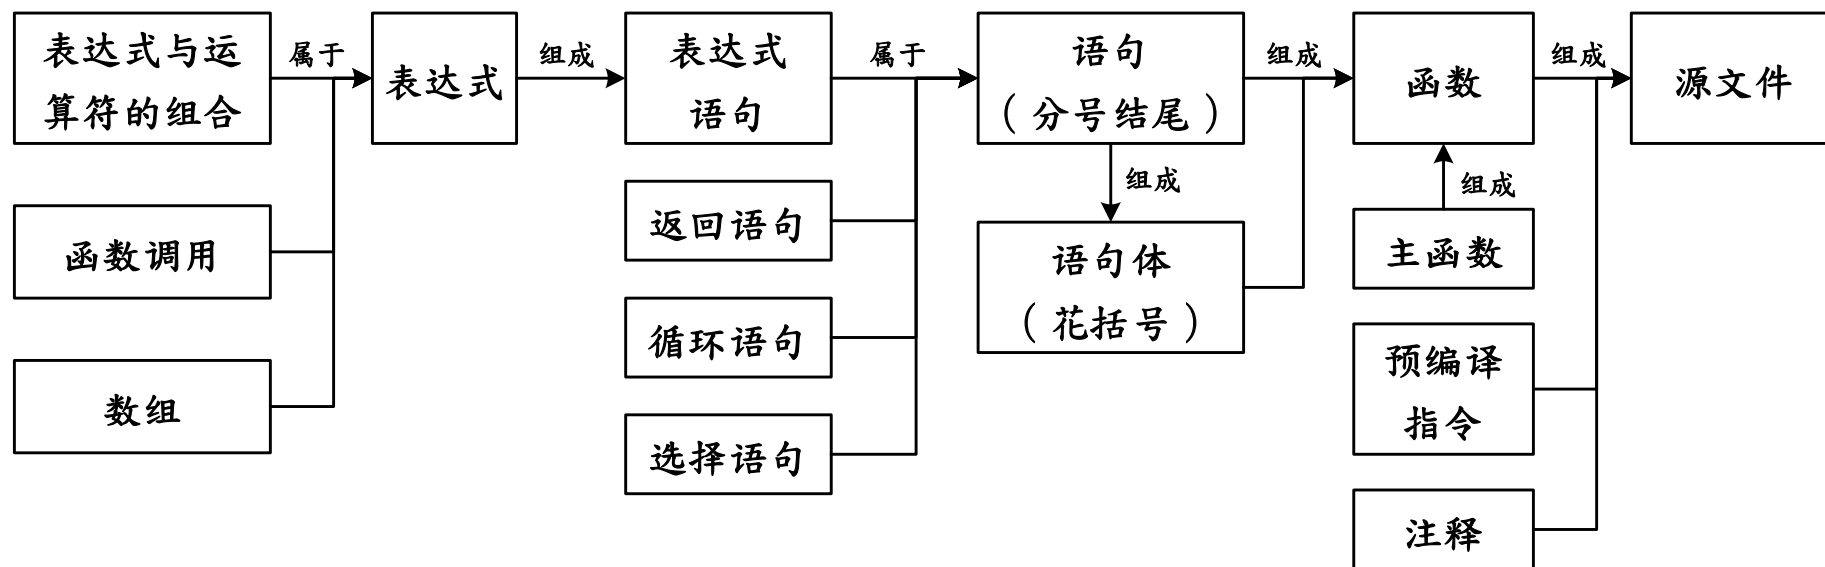 表达式与运
算符的组合
属于
表达式
组成
表达式
语句
属于
语句
（分号结尾）
组成
函数
组成
源文件
函数调用
数组
返回语句
循环语句
选择语句
组成
语句体
（花括号）
组成
主函数
预编译
指令
注释